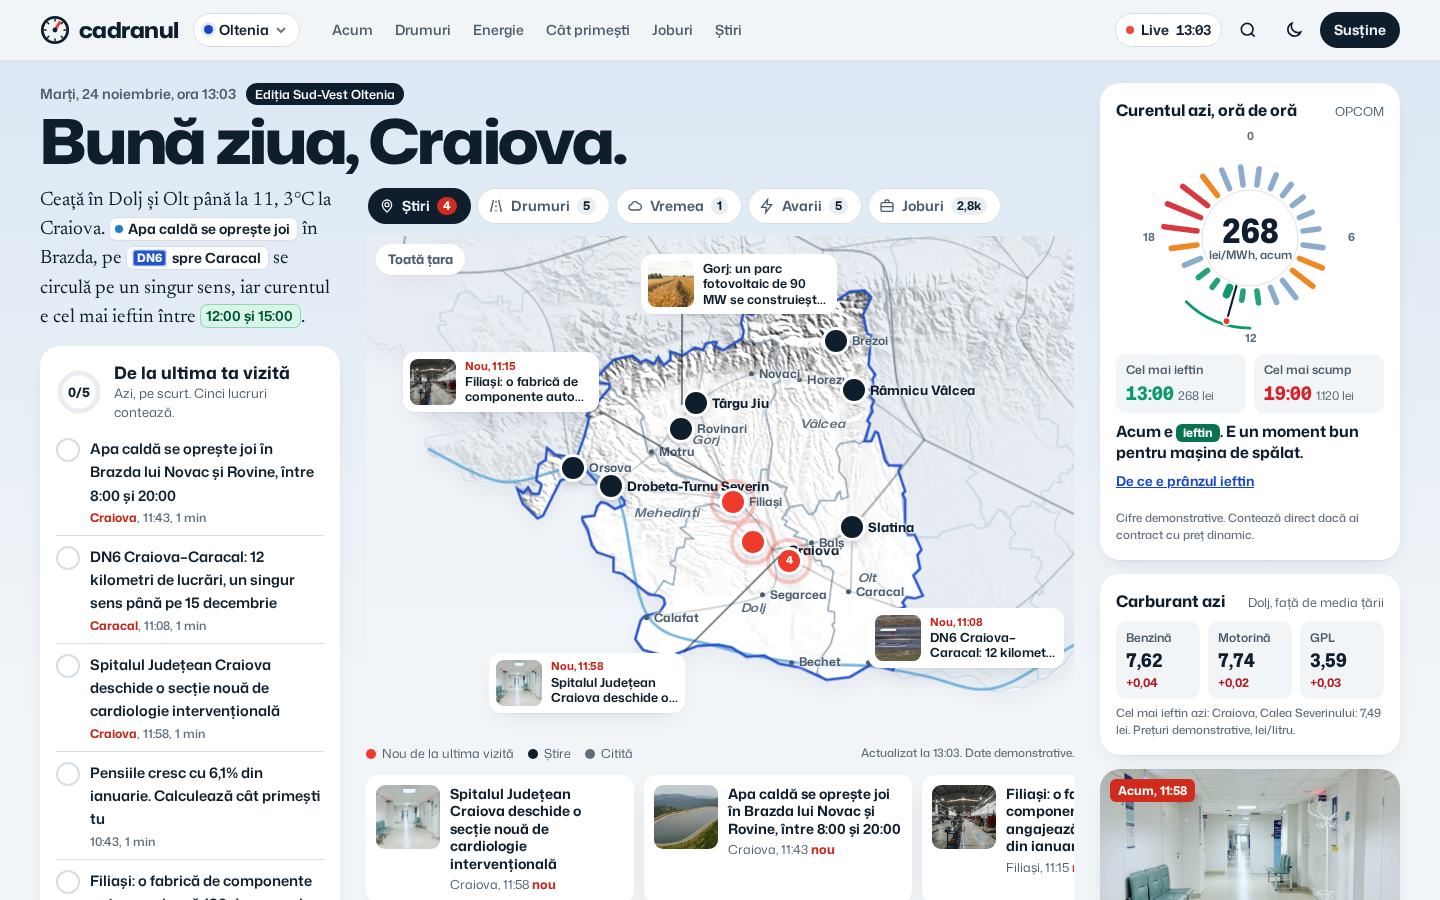 cadranul
Oltenia
Acum
Drumuri
Energie
Cât primești
Joburi
Știri
Live 13:03
Susține
Marți, 24 noiembrie, ora 13:03
Ediția Sud-Vest Oltenia
Bună ziua, Craiova.
Ceață în Dolj și Olt până la 11, 3°C la
Craiova. Apa caldă se oprește joi în
Brazda, pe DN6 spre Caracal se
circulă pe un singur sens, iar curentul
e cel mai ieftin între 12:00 și 15:00.
0/5
De la ultima ta vizită
Azi, pe scurt. Cinci lucruri
contează.
Apa caldă se oprește joi în
Brazda lui Novac și Rovine, între
8:00 și 20:00
Craiova, 11:43, 1 min
DN6 Craiova–Caracal: 12
kilometri de lucrări, un singur
sens până pe 15 decembrie
Caracal, 11:08, 1 min
Spitalul Județean Craiova
deschide o secție nouă de
cardiologie intervențională
Craiova, 11:58, 1 min
Pensiile cresc cu 6,1% din
ianuarie. Calculează cât primești
tu
10:43, 1 min
Filiași: o fabrică de componente
Știri 4
Drumuri 5
Vremea 1
Avarii 5
Joburi 2,8k
Toată țara
Gorj: un parc
fotovoltaic de 90
MW se construiește...
Nou, 11:15
Filiași: o fabrică de
componente auto...
Brezoi
Novaci
Horezu
Râmnicu Vâlcea
Târgu Jiu
Vâlcea
Rovinari
Gorj
Motru
Orșova
Drobeta-Turnu Severin
Filiași
Mehedinți
Slatina
Balș
Craiova
4
Olt
Caracal
Segarcea
Dolj
Calafat
Bechet
Nou, 11:08
DN6 Craiova–
Caracal: 12 kilomet...
Nou, 11:58
Spitalul Județean
Craiova deschide o...
Nou de la ultima vizită
Știre
Citită
Actualizat la 13:03. Date demonstrative.
Spitalul Județean
Craiova deschide o
secție nouă de
cardiologie
intervențională
Craiova, 11:58 nou
Apa caldă se oprește joi
în Brazda lui Novac și
Rovine, între 8:00 și 20:00
Craiova, 11:43 nou
Filiași: o
angajează
din
Filiași, 11:15
Curentul azi, oră de oră
OPCOM
0
18
268
6
lei/MWh, acum
12
Cel mai ieftin
13:00 268 lei
Cel mai scump
19:00 1.120 lei
Acum e ieftin. E un moment bun
pentru mașina de spălat.
De ce e prânzul ieftin
Cifre demonstrative. Contează direct dacă ai
contract cu preț dinamic.
Carburant azi
Dolj, față de media țării
Benzină
7,62
+0,04
Motorină
7,74
+0,02
GPL
3,59
+0,03
Cel mai ieftin azi: Craiova, Calea Severinului: 7,49
lei. Prețuri demonstrative, lei/litru.
Acum, 11:58